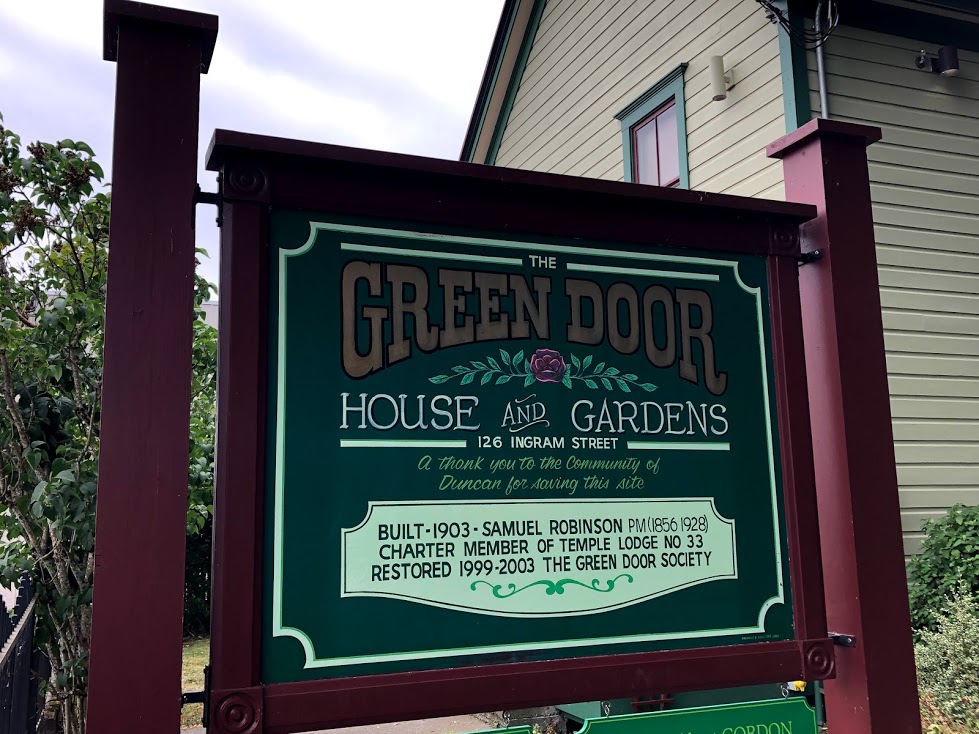 THE
GREEN DOOR
HOUSE AND GARDENS
126 INGRAM STREET
A thank you to the Community of
Duncan for saving this site
BUILT-1903-SAMUEL ROBINSON PM(1856 1928)
CHARTER MEMBER OF TEMPLE LODGE NO 33
RESTORED 1999-2003 THE GREEN DOOR SOCIETY
GORDON